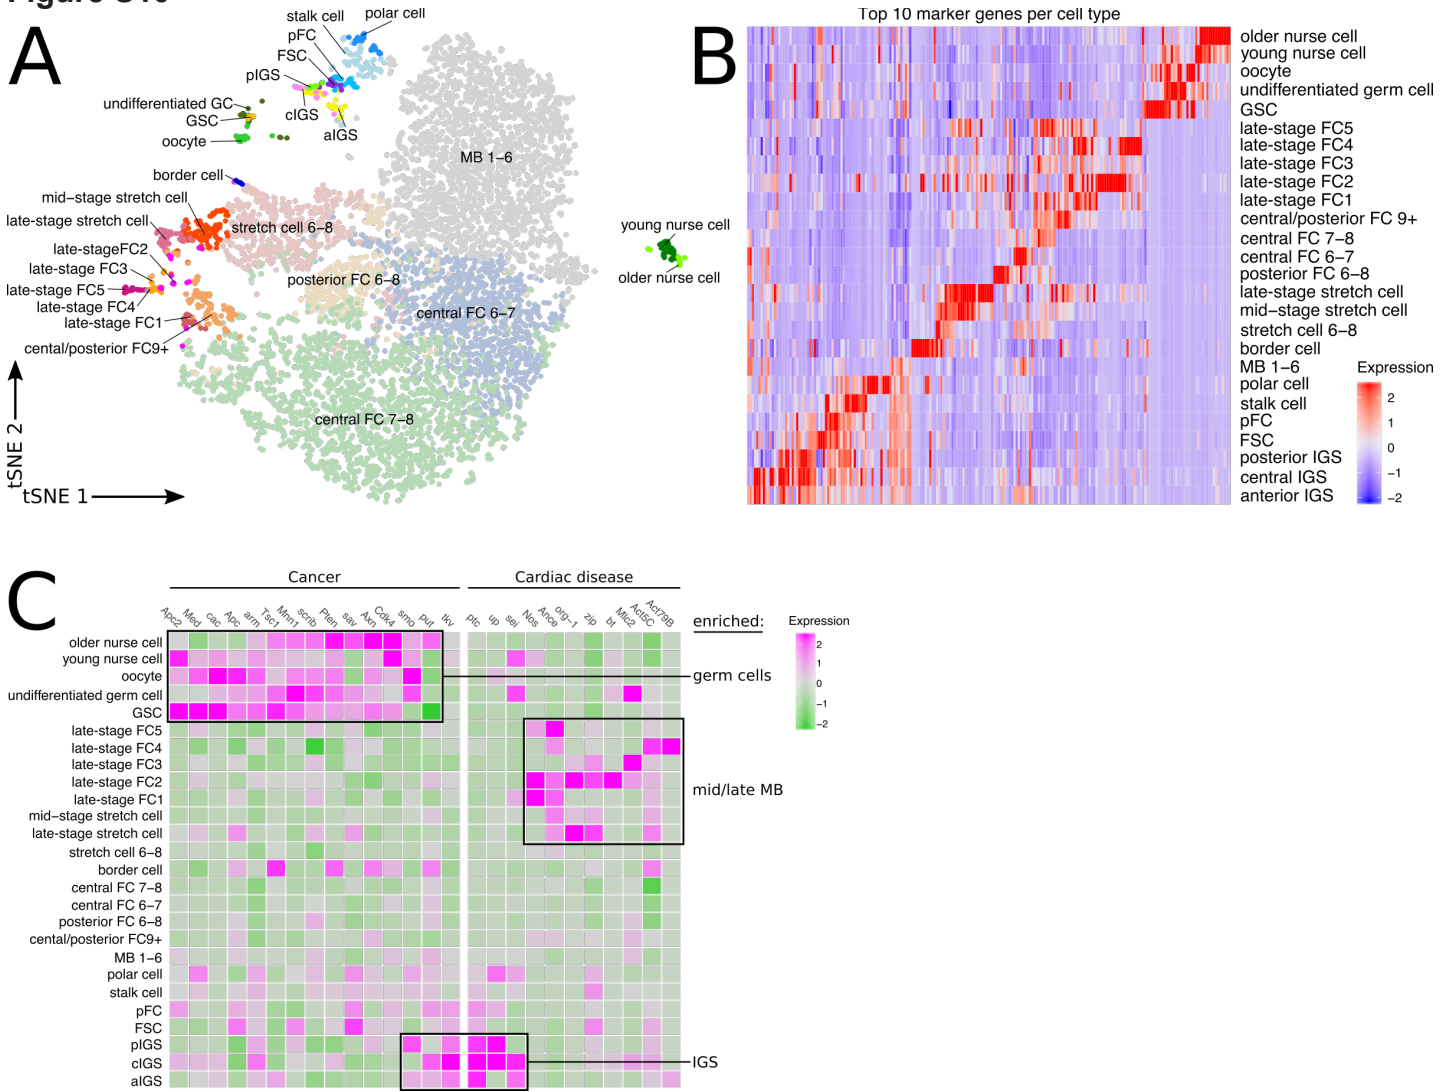 A
stalk cell
polar cell
pFC
FSC
pIGS
undifferentiated GC
GSC
oocyte
cIGS
aIGS
MB 1–6
border cell
mid–stage stretch cell
late-stage stretch cell
stretch cell 6–8
late-stageFC2
late-stage FC3
late-stage FC5
late-stage FC4
late-stage FC1
cental/posterior FC9+
posterior FC 6–8
central FC 6–7
central FC 7–8
young nurse cell
older nurse cell
tSNE 2
tSNE 1
B
Top 10 marker genes per cell type
older nurse cell
young nurse cell
oocyte
undifferentiated germ cell
GSC
late-stage FC5
late-stage FC4
late-stage FC3
late-stage FC2
late-stage FC1
central/posterior FC 9+
central FC 7–8
central FC 6–7
posterior FC 6–8
late-stage stretch cell
mid–stage stretch cell
stretch cell 6–8
border cell
MB 1–6
polar cell
stalk cell
pFC
FSC
posterior IGS
central IGS
anterior IGS
Expression
2
1
0
−1
−2
C
Cancer
Cardiac disease
Apc2 Med cac Apc arm Tsc1 Mnn1 scrib Pten sav Axn Cdk4 smo put tkv
ptc up sei Nos Ance org−1 zip bt Mlc2 Act5C Act79B
older nurse cell
young nurse cell
oocyte
undifferentiated germ cell
GSC
late-stage FC5
late-stage FC4
late-stage FC3
late-stage FC2
late-stage FC1
mid–stage stretch cell
late-stage stretch cell
stretch cell 6–8
border cell
central FC 7–8
central FC 6–7
posterior FC 6–8
cental/posterior FC9+
MB 1–6
polar cell
stalk cell
pFC
FSC
pIGS
cIGS
aIGS
enriched:
germ cells
mid/late MB
IGS
Expression
2
1
0
−1
−2